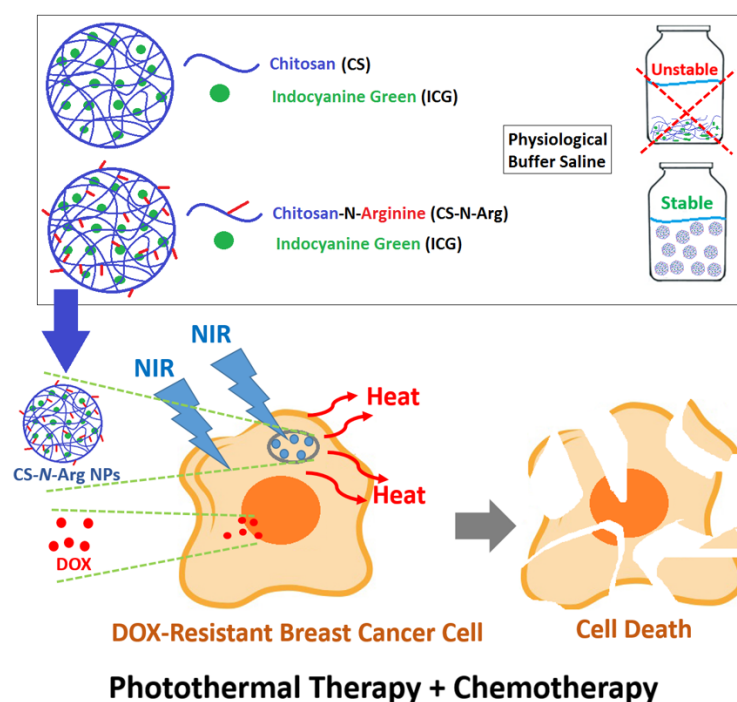 Chitosan (CS)
Indocyanine Green (ICG)
Unstable
Physiological
Buffer Saline
Chitosan-N-Arginine (CS-N-Arg)
Indocyanine Green (ICG)
Stable
NIR
NIR
Heat
Heat
CS-N-Arg NPs
DOX
DOX-Resistant Breast Cancer Cell
Cell Death
Photothermal Therapy + Chemotherapy